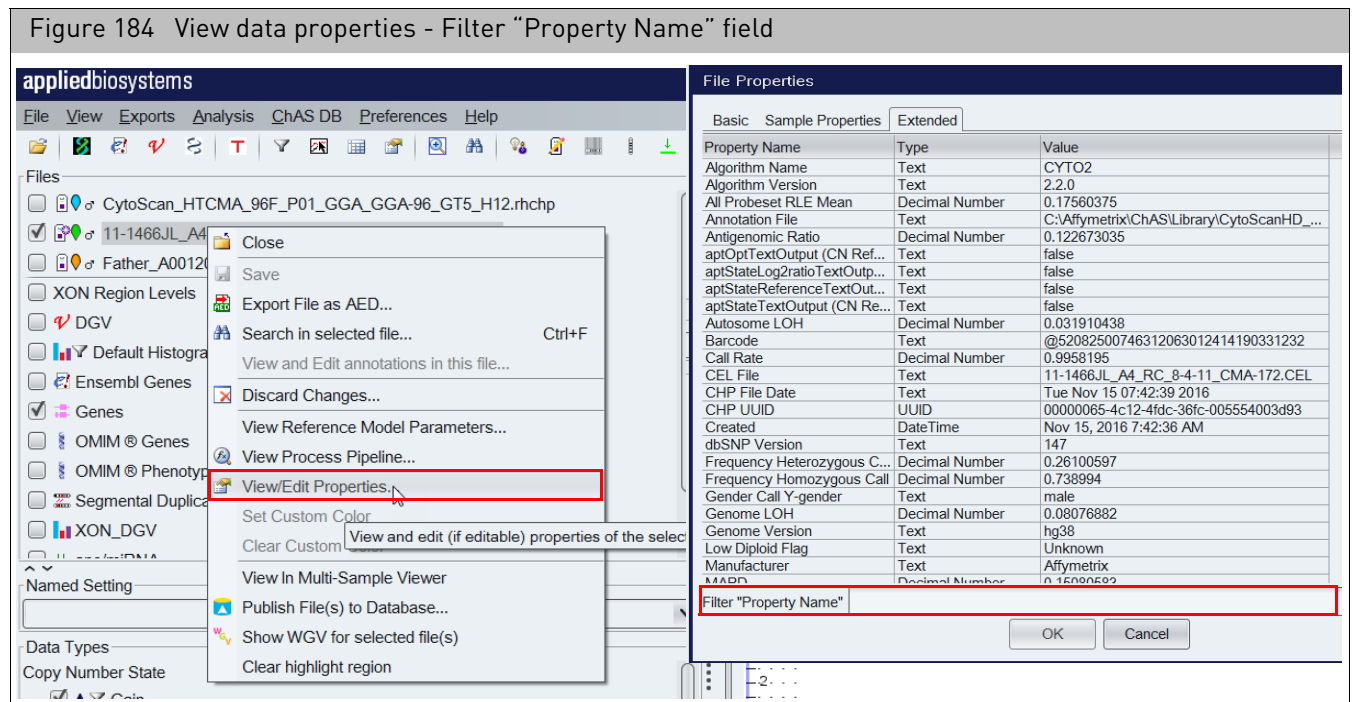 Figure 184 View data properties - Filter “Property Name” field
appliedbiosystems
File View Exports Analysis ChAS DB Preferences Help
Files
CytoScan_HTCMA_96F_P01_GGA_GGA-96_GT5_H12.rhchp
11-1466JL_A4
Father_A00120
XON Region Levels
DGV
Default Histogra
Ensembl Genes
Genes
OMIM ® Genes
OMIM ® Phenotyp
Segmental Duplica
XON_DGV
Named Setting
Data Types
Copy Number State
Gain
Close
Save
Export File as AED...
Search in selected file... Ctrl+F
View and Edit annotations in this file...
Discard Changes...
View Reference Model Parameters...
View Process Pipeline...
View/Edit Properties...
Set Custom Color
Clear Custom
View and edit (if editable) properties of the selec
View In Multi-Sample Viewer
Publish File(s) to Database...
Show WGV for selected file(s)
Clear highlight region
File Properties
Basic Sample Properties Extended
Property Name Type Value
Algorithm Name Text CYTO2
Algorithm Version Text 2.2.0
All Probeset RLE Mean Decimal Number 0.17560375
Annotation File Text C:\Affymetrix\ChAS\Library\CytoScanHD_...
Antigenomic Ratio Decimal Number 0.122673035
aptOptTextOutput (CN Ref... Text false
aptStateLog2ratioTextOutp... Text false
aptStateReferenceTextOut... Text false
aptStateTextOutput (CN Re... Text false
Autosome LOH Decimal Number 0.031910438
Barcode Text @52082500746312063012414190331232
Call Rate Decimal Number 0.9958195
CEL File Text 11-1466JL_A4_RC_8-4-11_CMA-172.CEL
CHP File Date Text Tue Nov 15 07:42:39 2016
CHP UUID UUID 00000065-4c12-4fdc-36fc-005554003d93
Created DateTime Nov 15, 2016 7:42:36 AM
dbSNP Version Text 147
Frequency Heterozygous C... Decimal Number 0.26100597
Frequency Homozygous Call Decimal Number 0.738994
Gender Call Y-gender Text male
Genome LOH Decimal Number 0.08076882
Genome Version Text hg38
Low Diploid Flag Text Unknown
Manufacturer Text Affymetrix
MAPD Decimal Number 0.15080583
Filter "Property Name"
OK Cancel
2